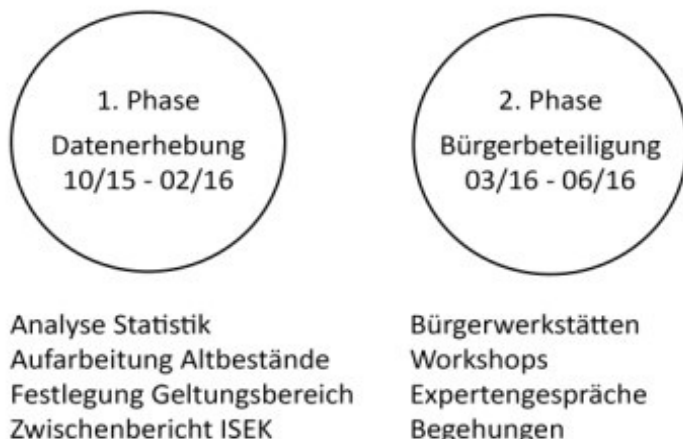 1. Phase
Datenerhebung
10/15 - 02/16
2. Phase
Bürgerbeteiligung
03/16 - 06/16
Analyse Statistik
Aufarbeitung Altbestände
Festlegung Geltungsbereich
Zwischenbericht ISEK
Bürgerwerkstätten
Workshops
Expertengespräche
Begehungen